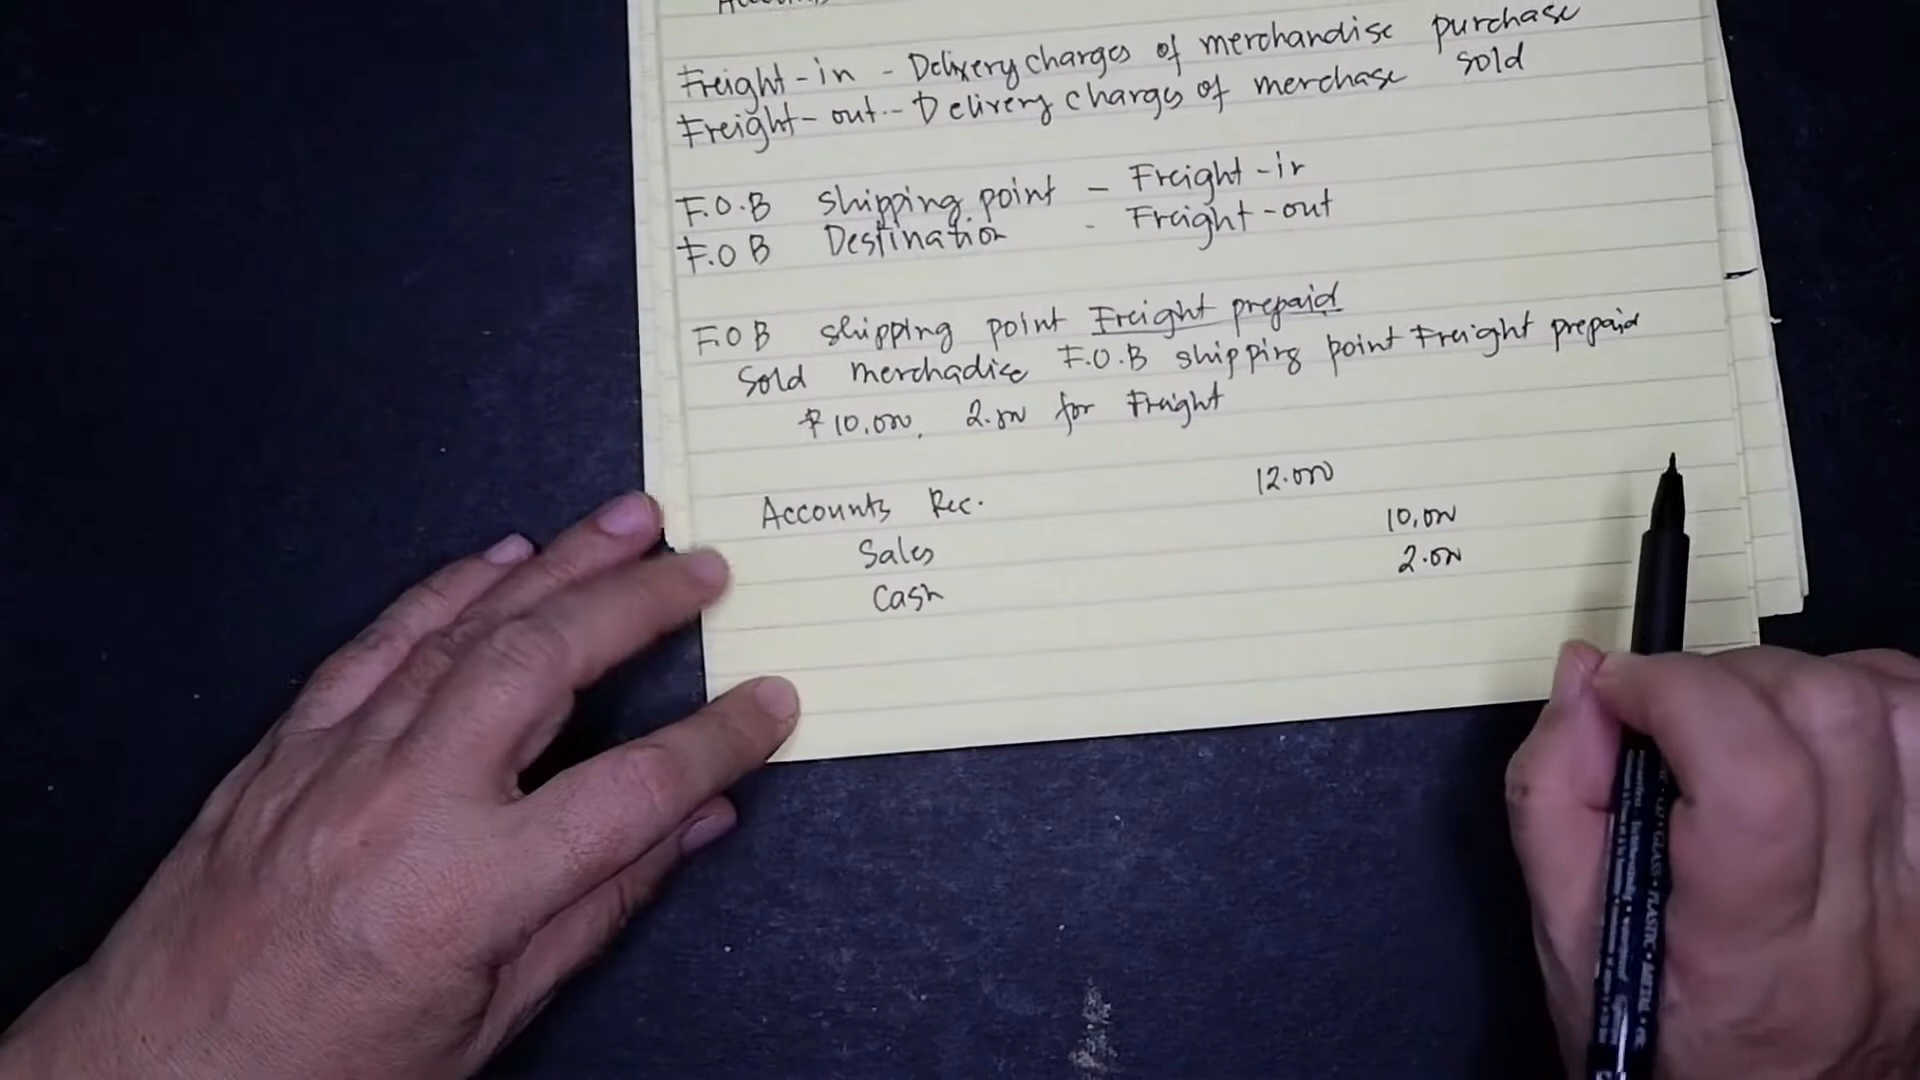 Freight-in - Delivery charges of merchandise purchase
Freight-out - Delivery charges of merchase sold
F.O.B shipping point - Freight-in
F.O B Destination - Freight-out
F.O B shipping point Freight prepaid
Sold merchadise F.O.B shipping point Freight prepaid
₱10,000, 2.000 for Freight
Accounts Rec. 12.000
Sales 10,000
Cash 2.000